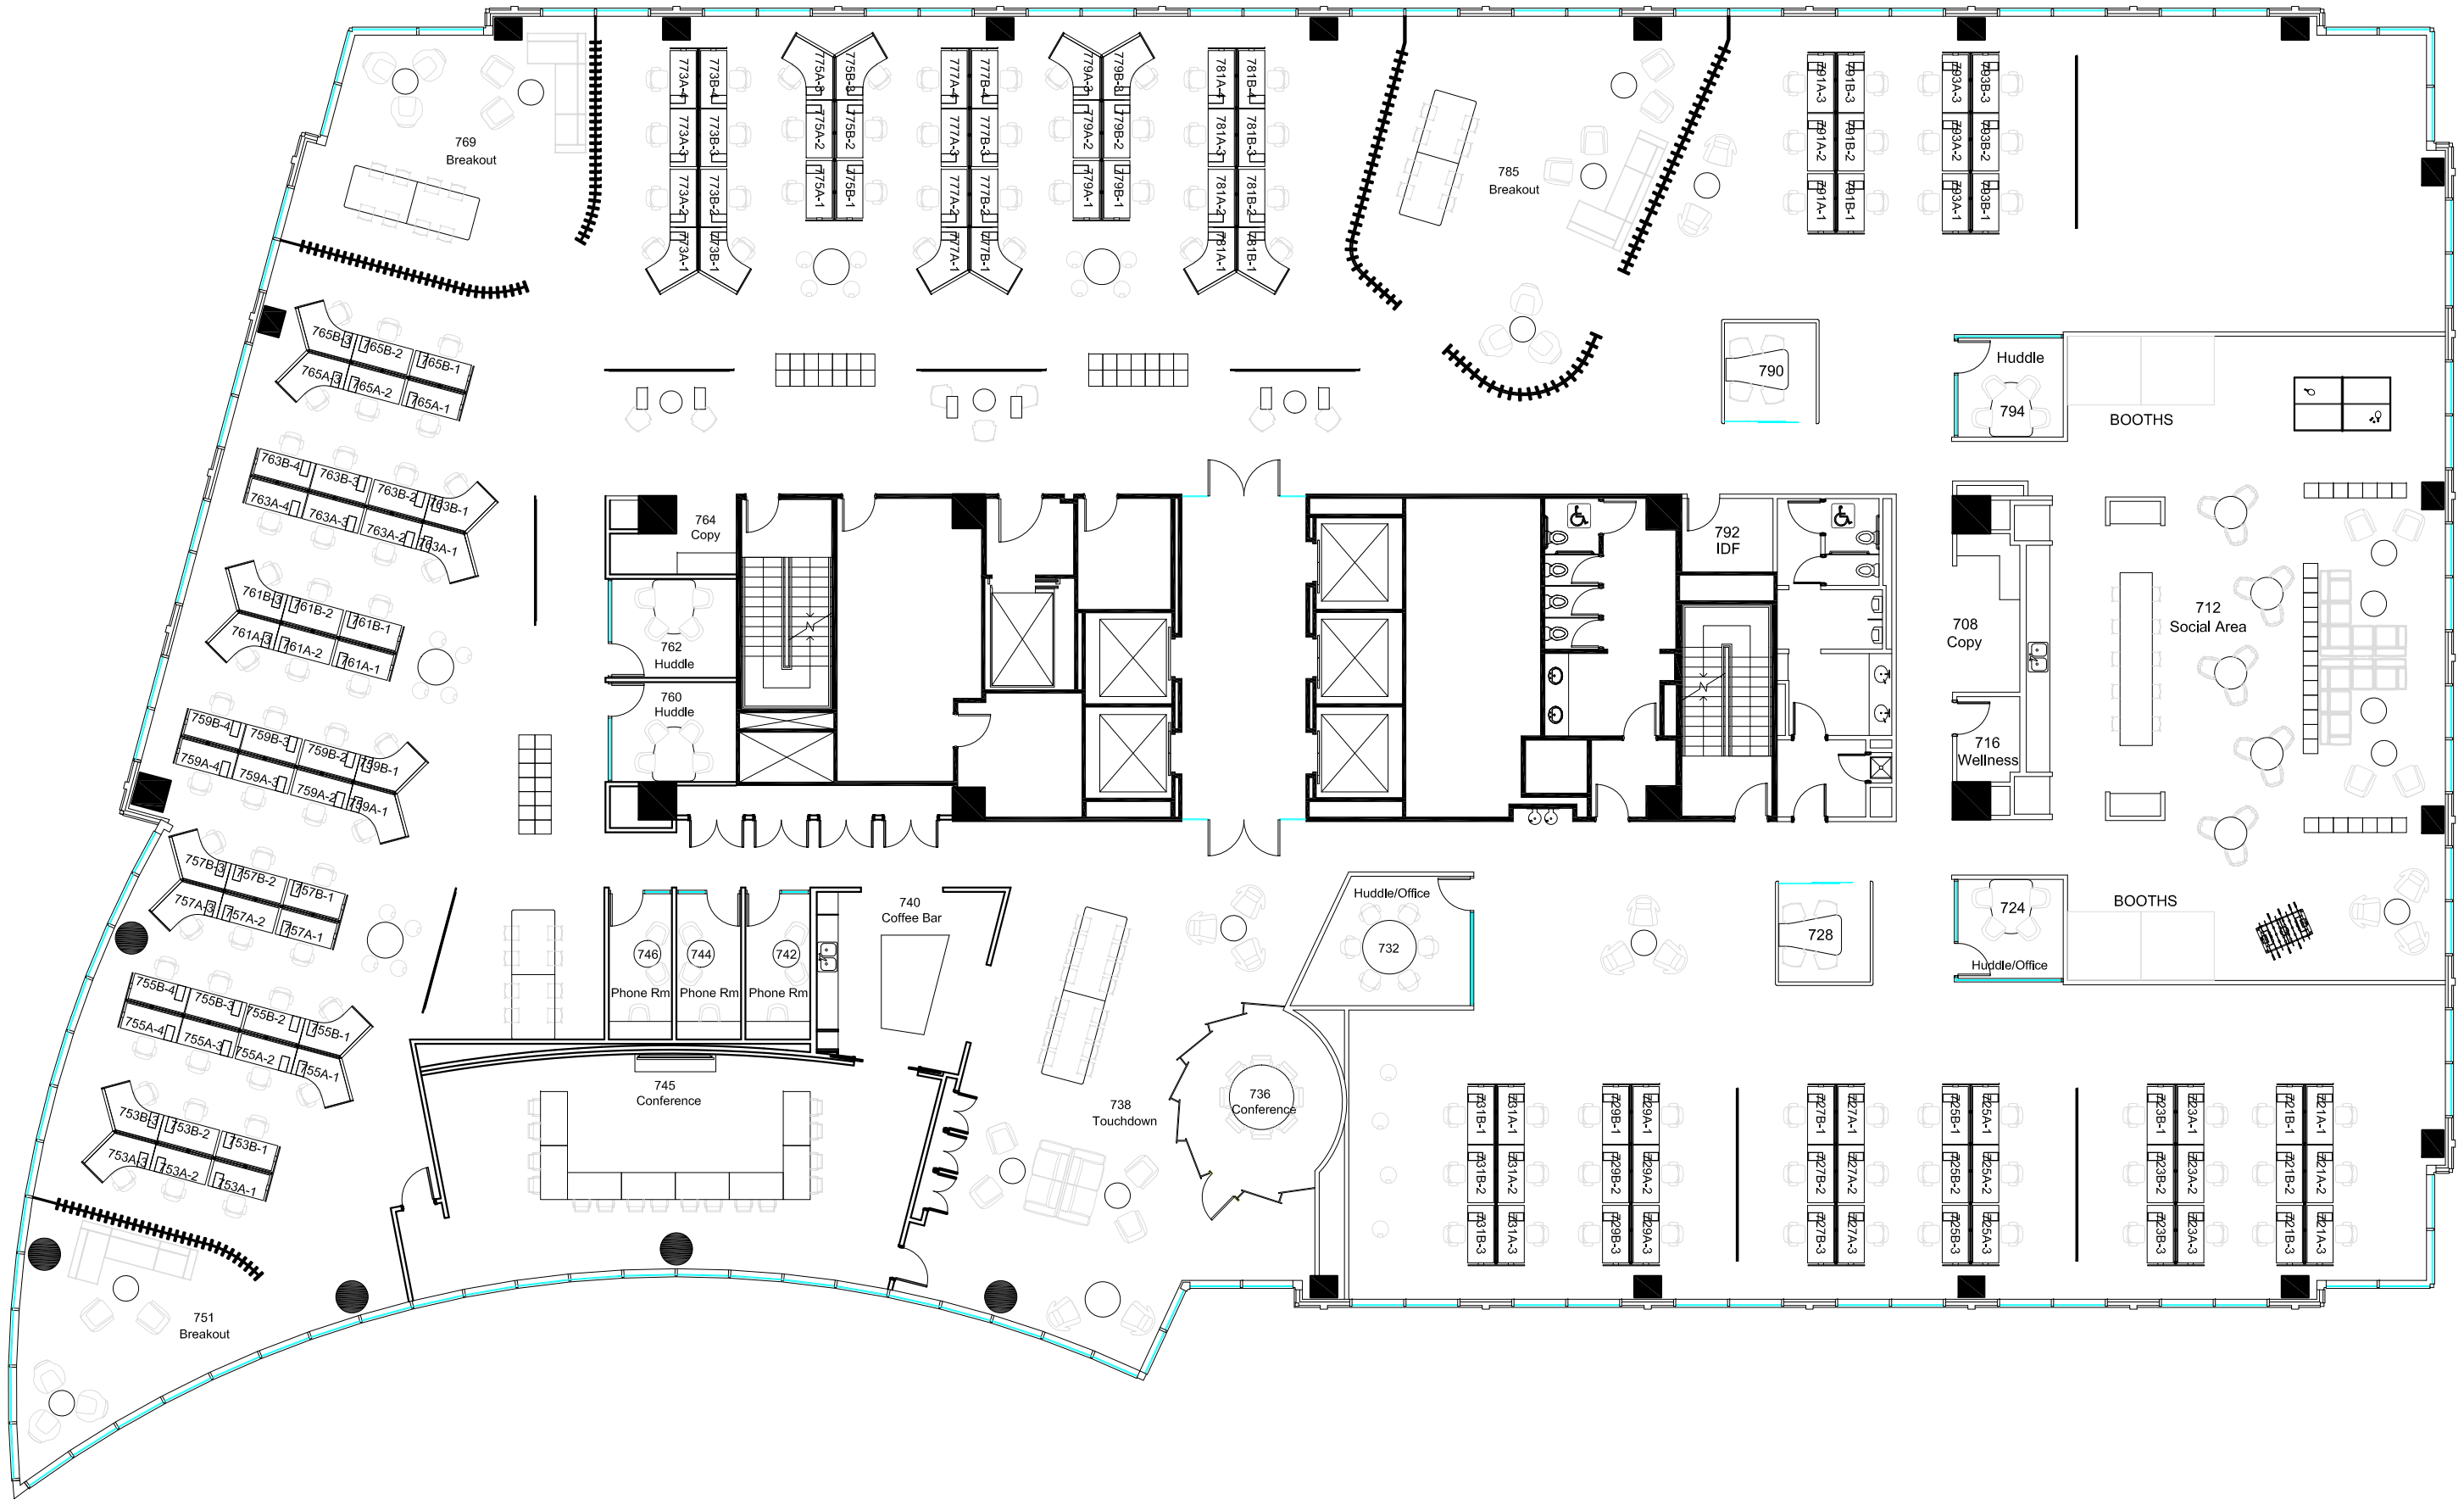 769
Breakout
773A-4
773B-4
773A-3
773B-3
773A-2
773B-2
773A-1
773B-1
775A-3
775B-3
775A-2
775B-2
775A-1
775B-1
777A-4
777B-4
777A-3
777B-3
777A-2
777B-2
777A-1
777B-1
779A-3
779B-3
779A-2
779B-2
779A-1
779B-1
781A-4
781B-4
781A-3
781B-3
781A-2
781B-2
781A-1
781B-1
785
Breakout
791A-3
791B-3
791A-2
791B-2
791A-1
791B-1
793A-3
793B-3
793A-2
793B-2
793A-1
793B-1
765B-3
765B-2
765B-1
765A-3
765A-2
765A-1
790
Huddle
794
BOOTHS
763B-4
763B-3
763B-2
763B-1
763A-4
763A-3
763A-2
763A-1
764
Copy
792
IDF
761B-3
761B-2
761B-1
761A-3
761A-2
761A-1
762
Huddle
760
Huddle
708
Copy
712
Social Area
716
Wellness
759B-4
759B-3
759B-2
759B-1
759A-4
759A-3
759A-2
759A-1
757B-3
757B-2
757B-1
757A-3
757A-2
757A-1
746
Phone Rm
744
Phone Rm
742
Phone Rm
740
Coffee Bar
Huddle/Office
732
728
724
Huddle/Office
BOOTHS
755B-4
755B-3
755B-2
755B-1
755A-4
755A-3
755A-2
755A-1
745
Conference
738
Touchdown
736
Conference
753B-3
753B-2
753B-1
753A-3
753A-2
753A-1
731B-1
731A-1
731B-2
731A-2
731B-3
731A-3
729B-1
729A-1
729B-2
729A-2
729B-3
729A-3
727B-1
727A-1
727B-2
727A-2
727B-3
727A-3
725B-1
725A-1
725B-2
725A-2
725B-3
725A-3
723B-1
723A-1
723B-2
723A-2
723B-3
723A-3
721B-1
721A-1
721B-2
721A-2
721B-3
721A-3
751
Breakout